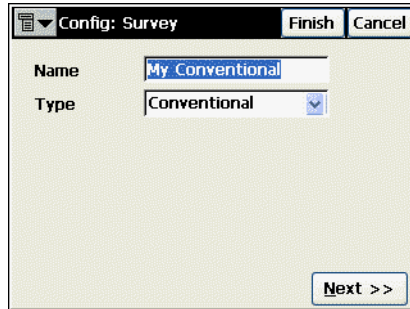 Config: Survey Finish Cancel
Name My Conventional
Type Conventional
Next >>